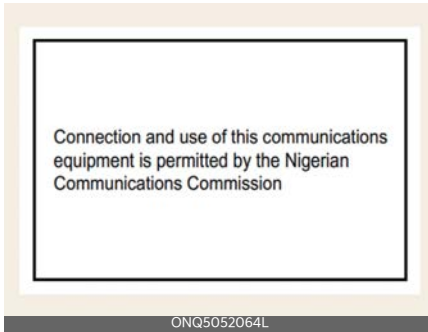 Connection and use of this communications
equipment is permitted by the Nigerian
Communications Commission
ONQ5052064L